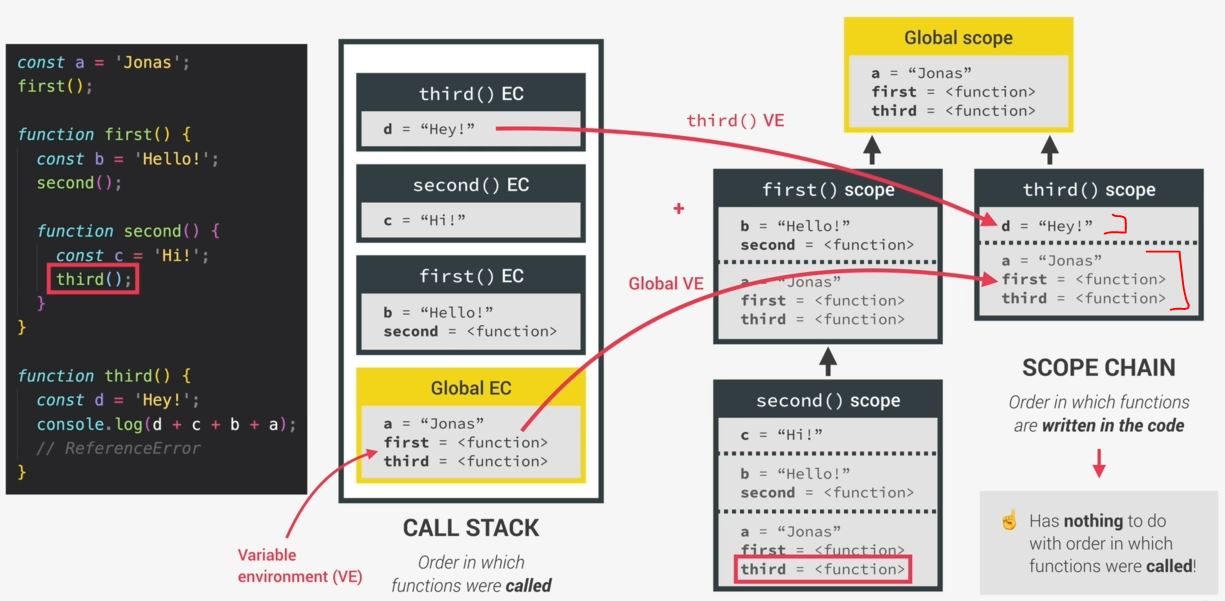 const a = 'Jonas';
first();
function first() {
const b = 'Hello!';
second();
function second() {
const c = 'Hi!';
third();
}
}
function third() {
const d = 'Hey!';
console.log(d + c + b + a);
// ReferenceError
}
third() EC
d = “Hey!”
second() EC
c = “Hi!”
first() EC
b = “Hello!”
second = <function>
Global EC
a = “Jonas”
first = <function>
third = <function>
Variable
environment (VE)
CALL STACK
Order in which
functions were called
third() VE
+
Global VE
Global scope
a = “Jonas”
first = <function>
third = <function>
first() scope
b = “Hello!”
second = <function>
a = “Jonas”
first = <function>
third = <function>
second() scope
c = “Hi!”
b = “Hello!”
second = <function>
a = “Jonas”
first = <function>
third = <function>
third() scope
d = “Hey!”
a = “Jonas”
first = <function>
third = <function>
SCOPE CHAIN
Order in which functions
are written in the code
☝ Has nothing to do
with order in which
functions were called!